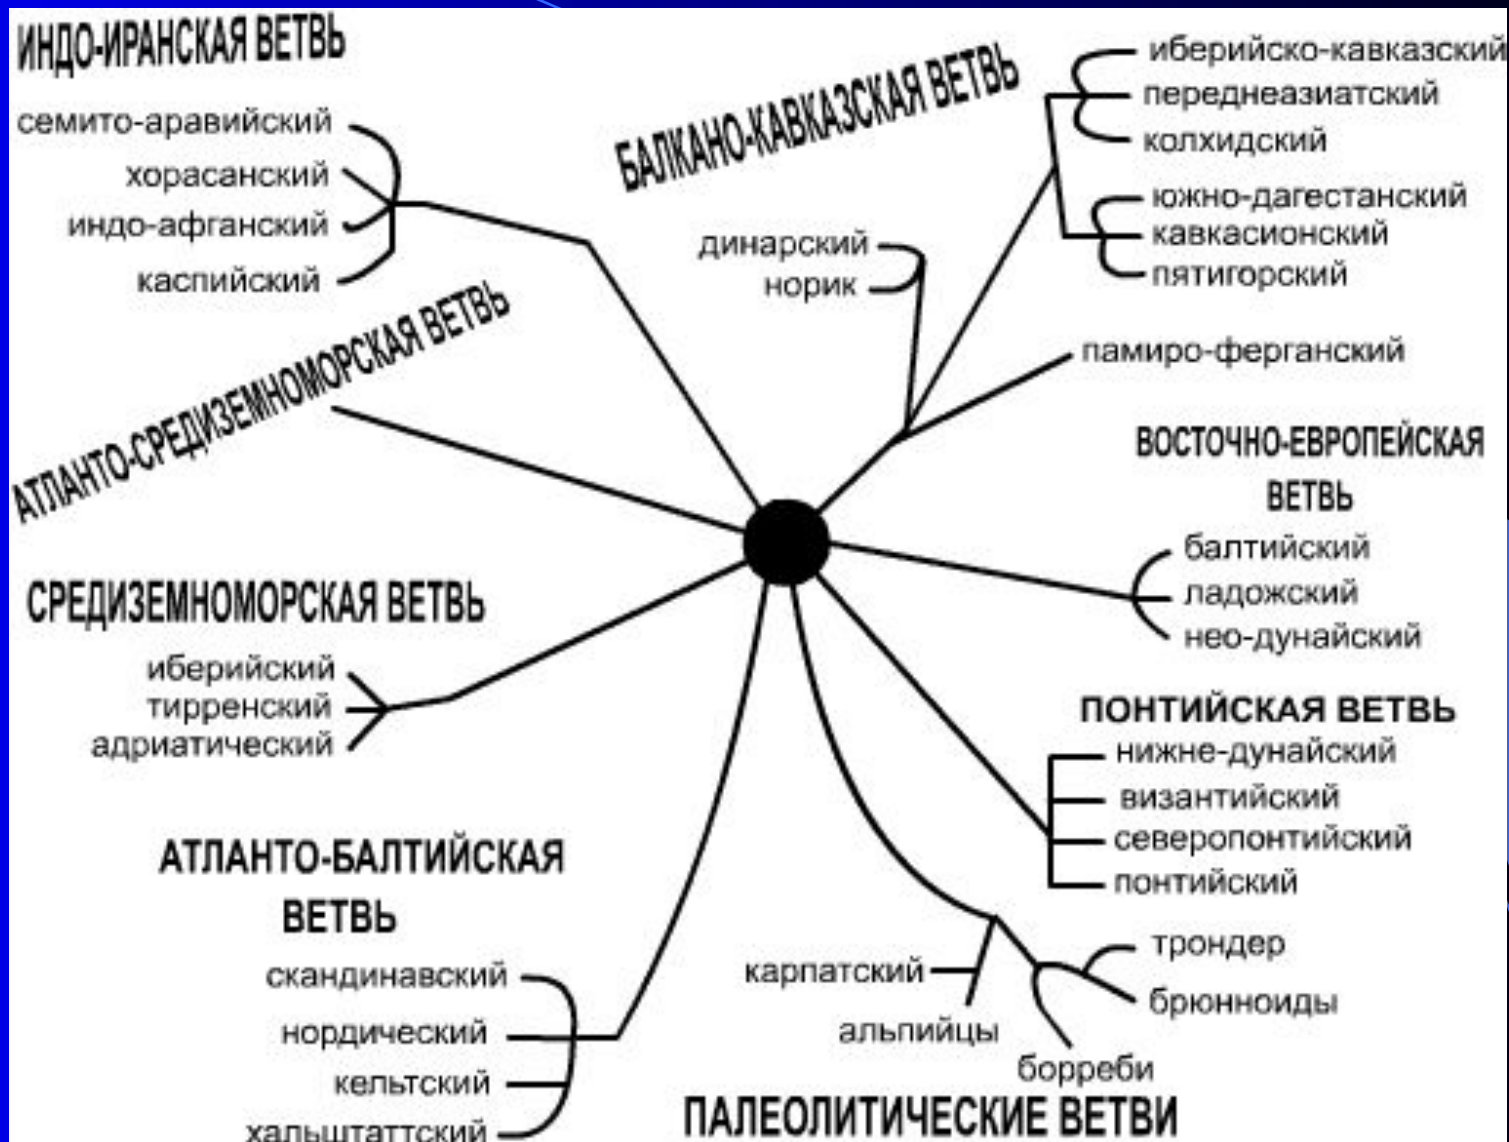 ИНДО-ИРАНСКАЯ ВЕТВЬ
семито-аравийский
хорасанский
индо-афганский
каспийский
БАЛКАНО-КАВКАЗСКАЯ ВЕТВЬ
иберийско-кавказский
переднеазиатский
колхидский
южно-дагестанский
кавкасионский
пятигорский
динарский
норик
памиро-ферганский
АТЛАНТО-СРЕДИЗЕМНОМОРСКАЯ ВЕТВЬ
ВОСТОЧНО-ЕВРОПЕЙСКАЯ
ВЕТВЬ
балтийский
ладожский
нео-дунайский
СРЕДИЗЕМНОМОРСКАЯ ВЕТВЬ
иберийский
тирренский
адриатический
ПОНТИЙСКАЯ ВЕТВЬ
нижне-дунайский
византийский
северопонтийский
понтийский
АТЛАНТО-БАЛТИЙСКАЯ
ВЕТВЬ
скандинавский
нордический
кельтский
хальштаттский
карпатский
альпийцы
трондер
брюнноиды
борреби
ПАЛЕОЛИТИЧЕСКИЕ ВЕТВИ